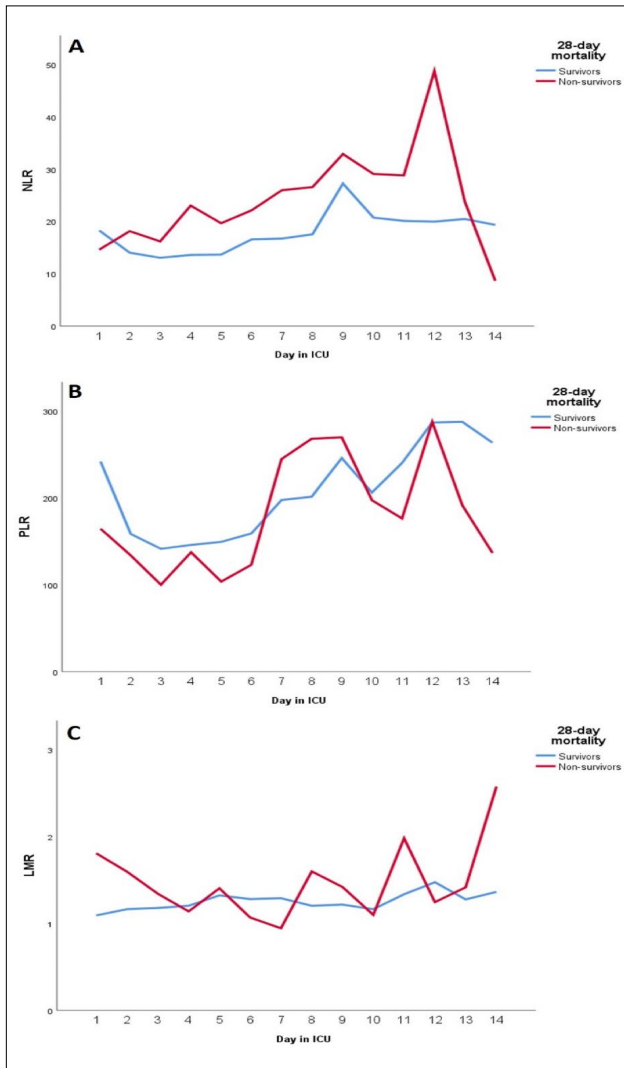 A
28-day
mortality
Survivors
Non-survivors
50
40
30
20
10
0
NLR
1 2 3 4 5 6 7 8 9 10 11 12 13 14
Day in ICU
B
28-day
mortality
Survivors
Non-survivors
300
200
100
0
PLR
1 2 3 4 5 6 7 8 9 10 11 12 13 14
Day in ICU
C
28-day
mortality
Survivors
Non-survivors
3
2
1
0
LMR
1 2 3 4 5 6 7 8 9 10 11 12 13 14
Day in ICU